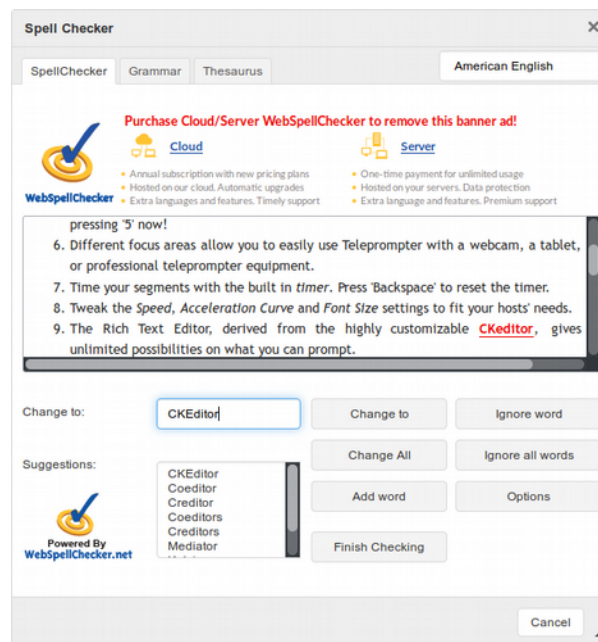 Spell Checker
SpellChecker Grammar Thesaurus American English
Purchase Cloud/Server WebSpellChecker to remove this banner ad!
Cloud
Server
• Annual subscription with new pricing plans
• Hosted on our cloud. Automatic upgrades
• Extra languages and features. Timely support
• One-time payment for unlimited usage
• Hosted on your servers. Data protection
• Extra language and features. Premium support
WebSpellChecker
pressing '5' now!
6. Different focus areas allow you to easily use Teleprompter with a webcam, a tablet,
or professional teleprompter equipment.
7. Time your segments with the built in timer. Press 'Backspace' to reset the timer.
8. Tweak the Speed, Acceleration Curve and Font Size settings to fit your hosts' needs.
9. The Rich Text Editor, derived from the highly customizable CKeditor, gives
unlimited possibilities on what you can prompt.
Change to: CKEditor Change to Ignore word
Change All Ignore all words
Suggestions:
CKEditor
Coeditor
Creditor
Coeditors
Creditors
Mediator
Add word Options
Powered By
WebSpellChecker.net
Finish Checking
Cancel